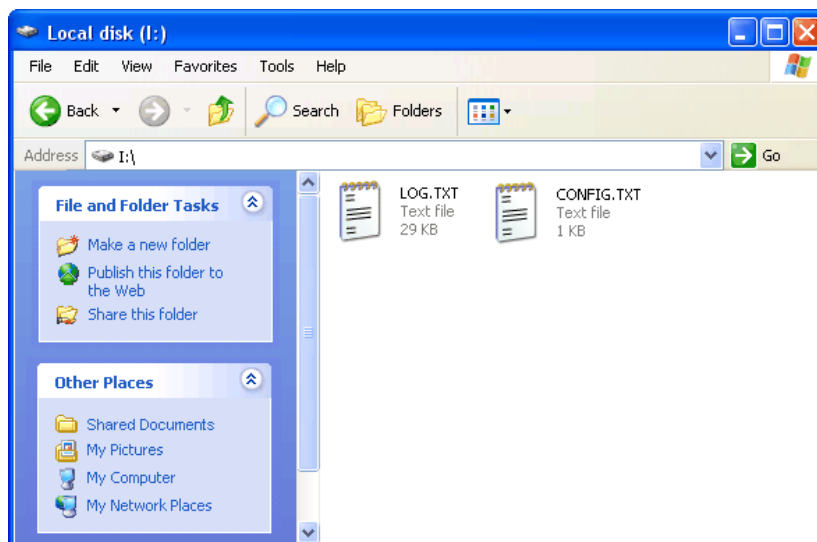 Local disk (I:)
File Edit View Favorites Tools Help
Back Search Folders
Address I:\ Go
File and Folder Tasks
Make a new folder
Publish this folder to
the Web
Share this folder
Other Places
Shared Documents
My Pictures
My Computer
My Network Places
LOG.TXT
Text file
29 KB
CONFIG.TXT
Text file
1 KB